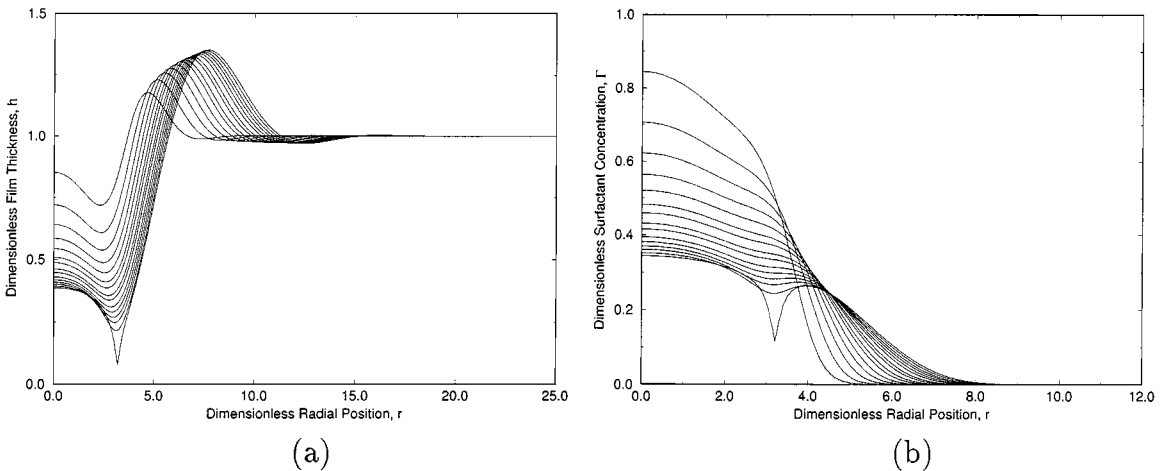 1.5
1.0
0.5
0.0
Dimensionless Film Thickness, h
0.0 5.0 10.0 15.0 20.0 25.0
Dimensionless Radial Position, r
(a)
1.0
0.8
0.6
0.4
0.2
0.0
Dimensionless Surfactant Concentration, Γ
0.0 2.0 4.0 6.0 8.0 10.0 12.0
Dimensionless Radial Position, r
(b)